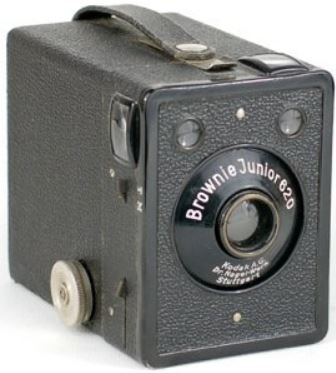 Brownie Junior 620
Kodak A.G.
Dr. Nagel-Werk
Stuttgart
T M